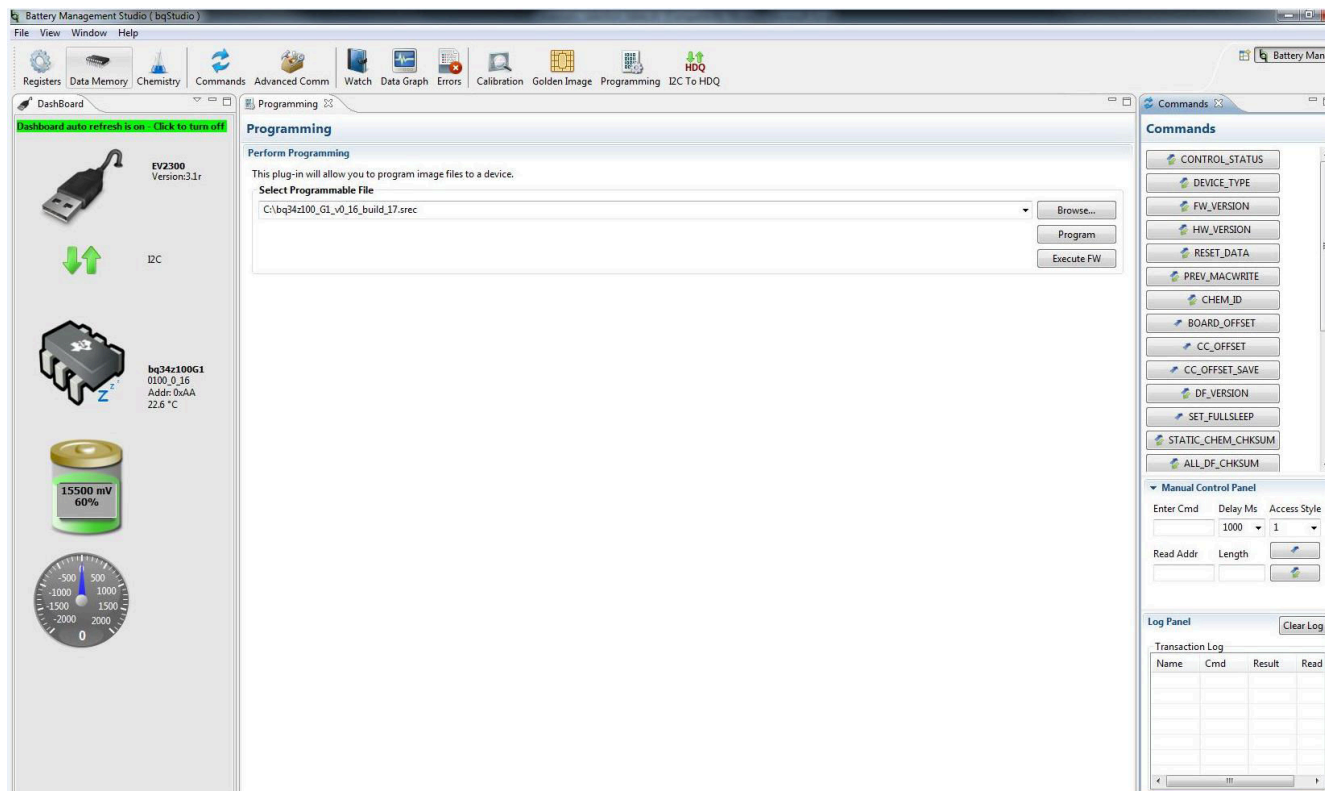 Battery Management Studio ( bqStudio )
File View Window Help
Registers Data Memory Chemistry Commands Advanced Comm Watch Data Graph Errors Calibration Golden Image Programming I2C To HDQ
HDQ
Battery Man
DashBoard
Dashboard auto refresh is on - Click to turn off
EV2300
Version:3.1r
I2C
bq34z100G1
0100_0_16
Addr: 0xAA
22.6 °C
z z
15500 mV
60%
-500 500
-1000 1000
-1500 1500
-2000 2000
0
Programming
Programming
Perform Programming
This plug-in will allow you to program image files to a device.
Select Programmable File
C:\bq34z100_G1_v0_16_build_17.srec
Browse...
Program
Execute FW
Commands
Commands
CONTROL_STATUS
DEVICE_TYPE
FW_VERSION
HW_VERSION
RESET_DATA
PREV_MACWRITE
CHEM_ID
BOARD_OFFSET
CC_OFFSET
CC_OFFSET_SAVE
DF_VERSION
SET_FULLSLEEP
STATIC_CHEM_CHKSUM
ALL_DF_CHKSUM
Manual Control Panel
Enter Cmd Delay Ms Access Style
1000 1
Read Addr Length
Log Panel
Clear Log
Transaction Log
Name Cmd Result Read